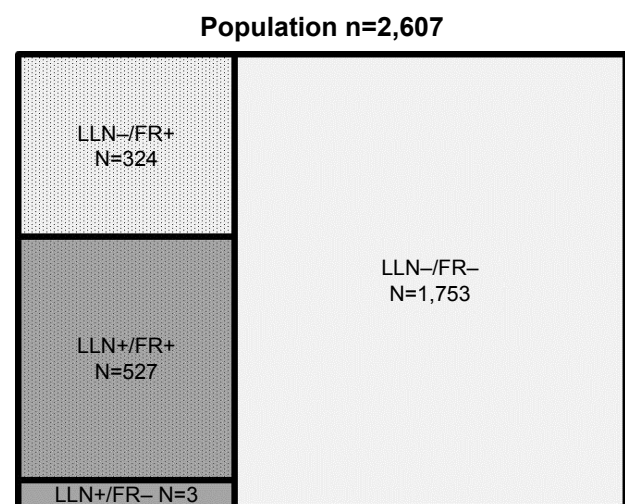 Population n=2,607
LLN–/FR+
N=324
LLN–/FR–
N=1,753
LLN+/FR+
N=527
LLN+/FR– N=3